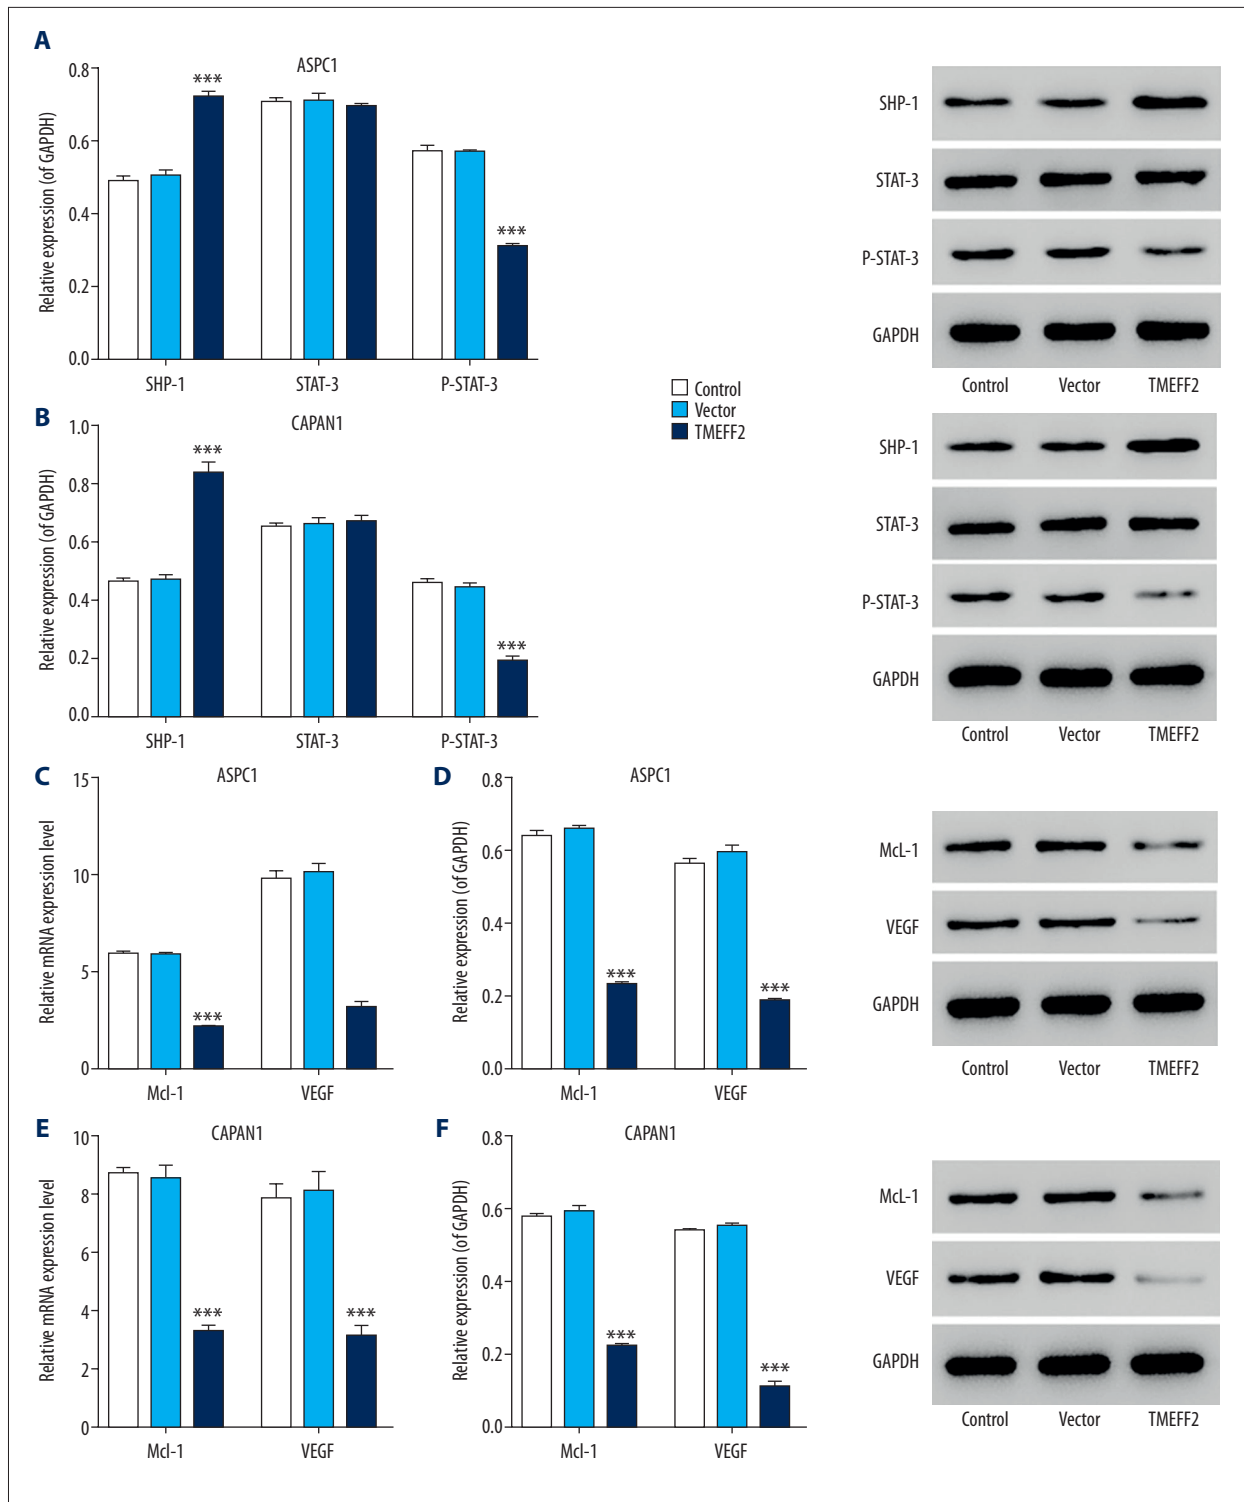 A
ASPC1
Relative expression (of GAPDH)
0.8
0.6
0.4
0.2
0.0
***
***
SHP-1 STAT-3 P-STAT-3
SHP-1
STAT-3
P-STAT-3
GAPDH
Control Vector TMEFF2
Control
Vector
TMEFF2
B
CAPAN1
Relative expression (of GAPDH)
1.0
0.8
0.6
0.4
0.2
0.0
***
***
SHP-1 STAT-3 P-STAT-3
SHP-1
STAT-3
P-STAT-3
GAPDH
Control Vector TMEFF2
C
ASPC1
Relative mRNA expression level
15
10
5
0
***
Mcl-1 VEGF
D
ASPC1
Relative expression (of GAPDH)
0.8
0.6
0.4
0.2
0.0
***
***
Mcl-1 VEGF
McL-1
VEGF
GAPDH
Control Vector TMEFF2
E
CAPAN1
Relative mRNA expression level
10
8
6
4
2
0
***
***
Mcl-1 VEGF
F
CAPAN1
Relative expression (of GAPDH)
0.8
0.6
0.4
0.2
0.0
***
***
Mcl-1 VEGF
McL-1
VEGF
GAPDH
Control Vector TMEFF2